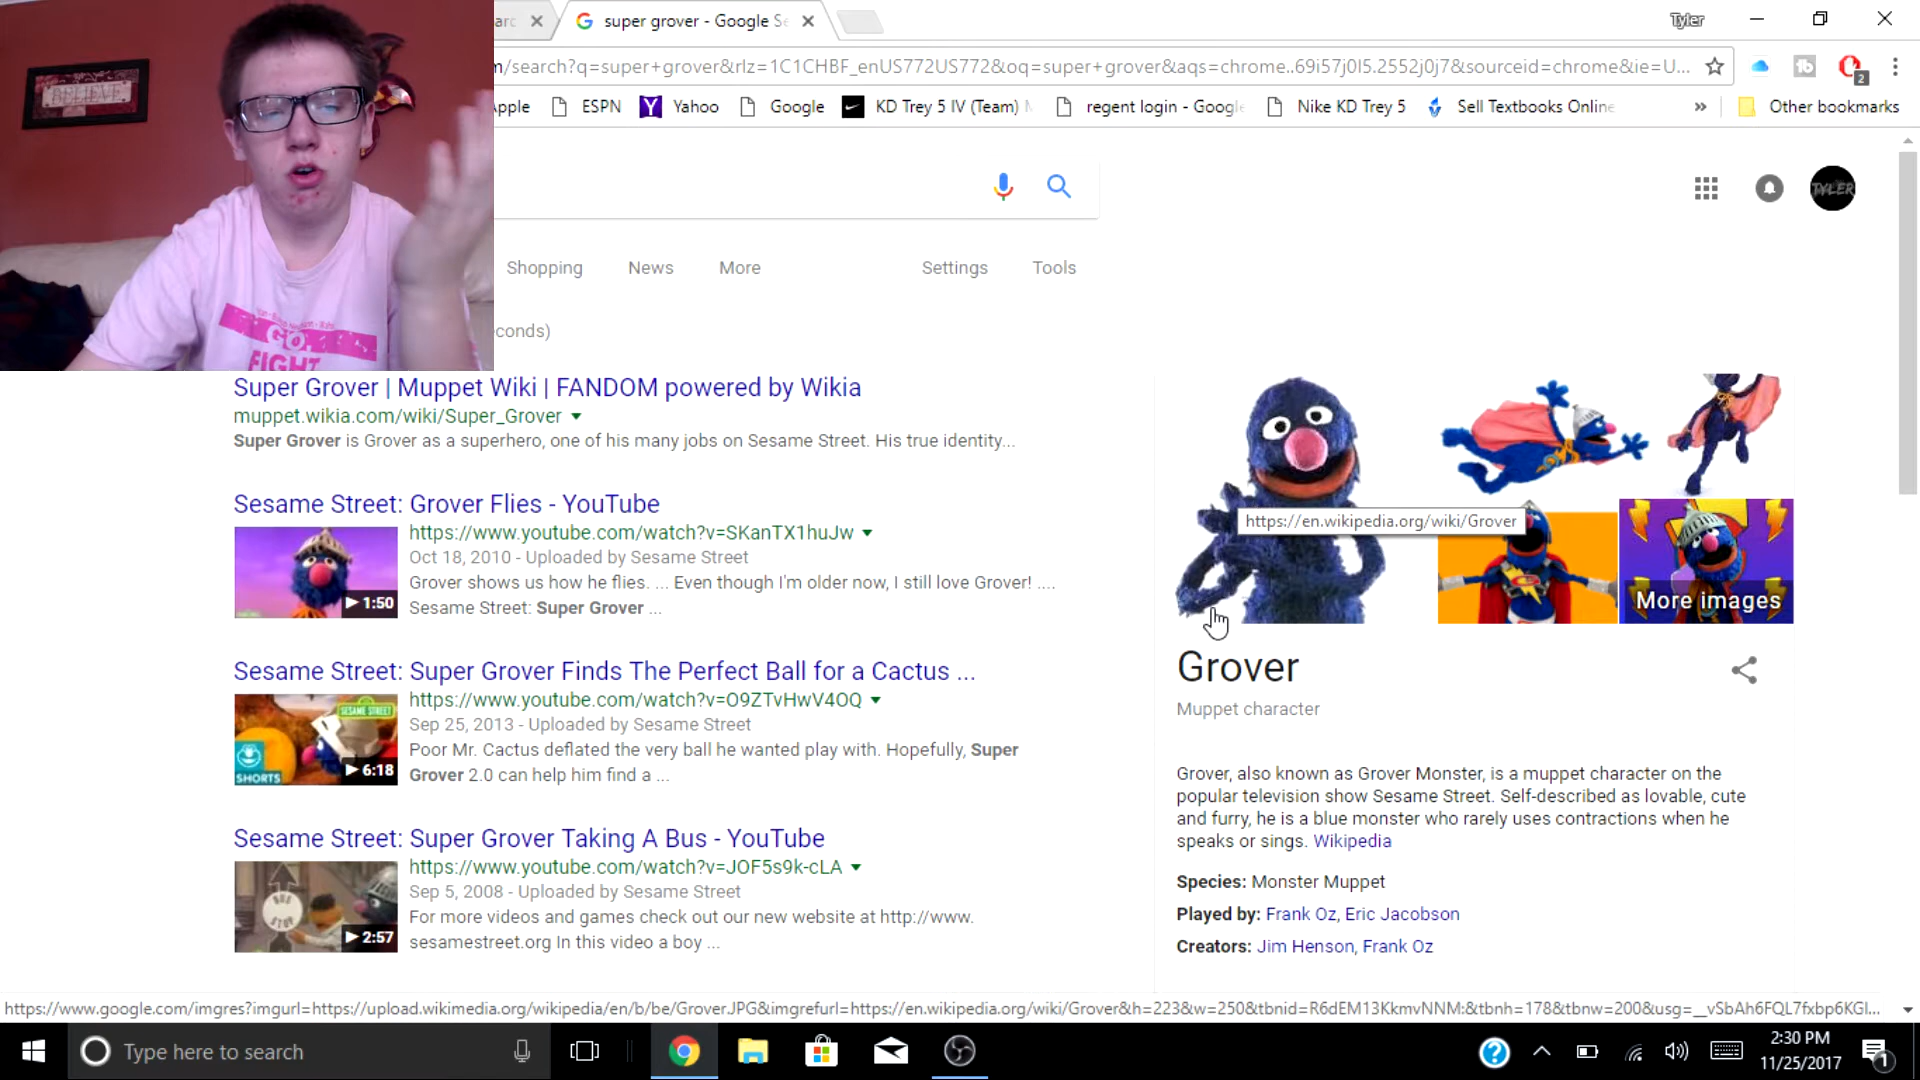 arc
super grover - Google Se
Tyler
/search?q=super+grover&rlz=1C1CHBF_enUS772US772&oq=super+grover&aqs=chrome..69i57j0l5.2552j0j7&sourceid=chrome&ie=U...
2
BELIEVE
Apple
ESPN
Yahoo
Google
KD Trey 5 IV (Team)
regent login - Google
Nike KD Trey 5
Sell Textbooks Online
»
Other bookmarks
TYLER
Shopping
News
More
Settings
Tools
GO,
FIGHT
conds)
Super Grover | Muppet Wiki | FANDOM powered by Wikia
muppet.wikia.com/wiki/Super_Grover
Super Grover is Grover as a superhero, one of his many jobs on Sesame Street. His true identity...
Sesame Street: Grover Flies - YouTube
https://www.youtube.com/watch?v=SKanTX1huJw
Oct 18, 2010 - Uploaded by Sesame Street
Grover shows us how he flies. ... Even though I'm older now, I still love Grover! ....
Sesame Street: Super Grover ...
1:50
Sesame Street: Super Grover Finds The Perfect Ball for a Cactus ...
https://www.youtube.com/watch?v=O9ZTvHwV4OQ
Sep 25, 2013 - Uploaded by Sesame Street
Poor Mr. Cactus deflated the very ball he wanted play with. Hopefully, Super
Grover 2.0 can help him find a ...
SESAME STREET
SHORTS
6:18
Sesame Street: Super Grover Taking A Bus - YouTube
https://www.youtube.com/watch?v=JOF5s9k-cLA
Sep 5, 2008 - Uploaded by Sesame Street
For more videos and games check out our new website at http://www.
sesamestreet.org In this video a boy ...
BUS
STOP
2:57
https://en.wikipedia.org/wiki/Grover
More images
Grover
Muppet character
Grover, also known as Grover Monster, is a muppet character on the
popular television show Sesame Street. Self-described as lovable, cute
and furry, he is a blue monster who rarely uses contractions when he
speaks or sings. Wikipedia
Species: Monster Muppet
Played by: Frank Oz, Eric Jacobson
Creators: Jim Henson, Frank Oz
https://www.google.com/imgres?imgurl=https://upload.wikimedia.org/wikipedia/en/b/be/Grover.JPG&imgrefurl=https://en.wikipedia.org/wiki/Grover&h=223&w=250&tbnid=R6dEM13KkmvNNM:&tbnh=178&tbnw=200&usg=__vSbAh6FQL7fxbp6KGl...
Type here to search
2:30 PM
11/25/2017
1